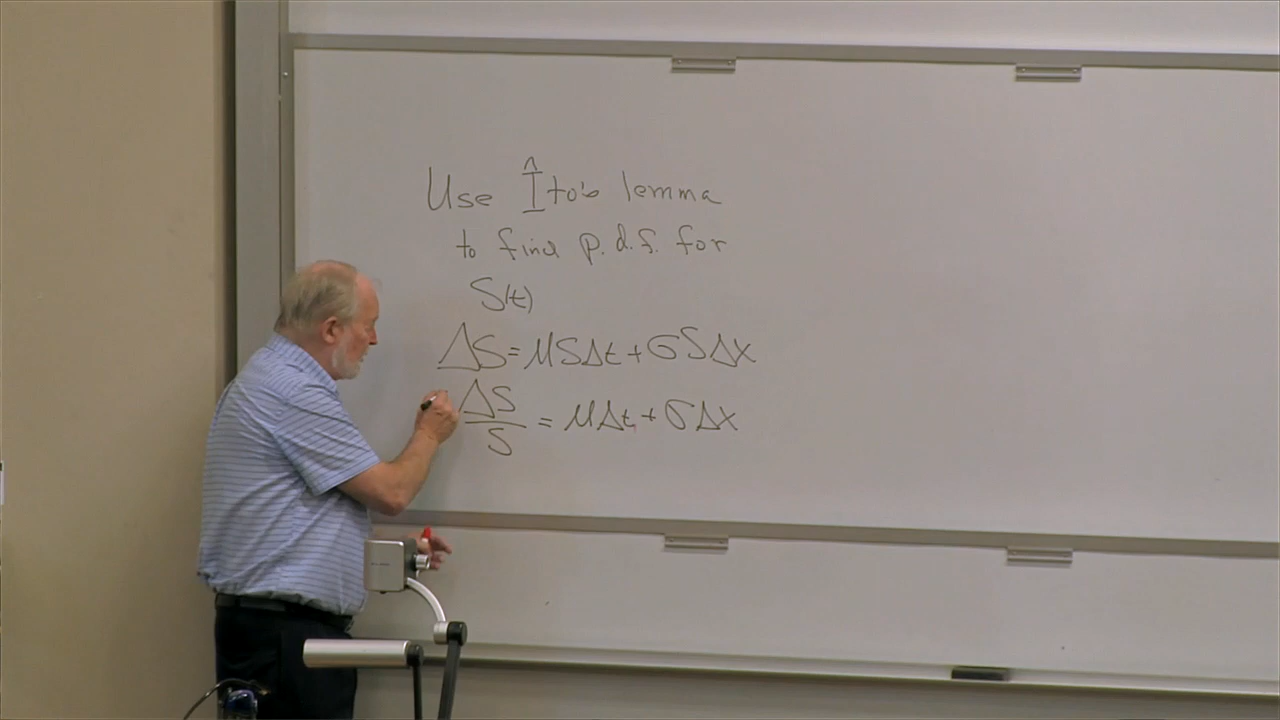 Use Îto's lemma
to find p.d.f. for
S(t)
ΔS = μSΔt + σSΔX
ΔS/S = μΔt + σΔX